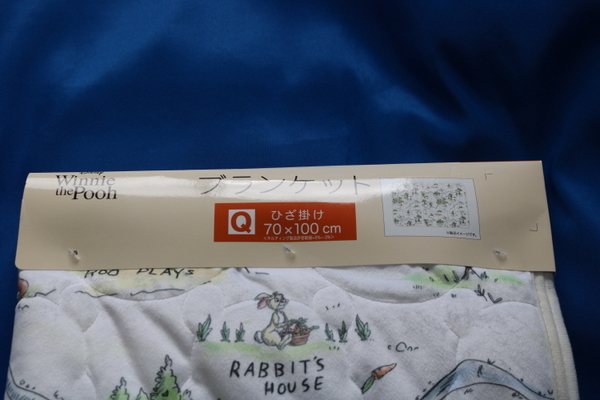 Disney
Winnie
the Pooh
ブランケット
Q
ひざ掛け
70×100cm
ROO PLAYS
RABBIT'S
HOUSE